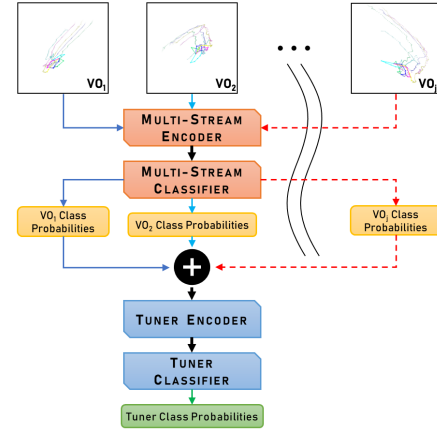 VO1
VO2
VOj
MULTI-STREAM
ENCODER
MULTI-STREAM
CLASSIFIER
VO1 Class
Probabilities
VO2 Class Probabilities
VOj Class
Probabilities
+
TUNER ENCODER
TUNER
CLASSIFIER
Tuner Class Probabilities